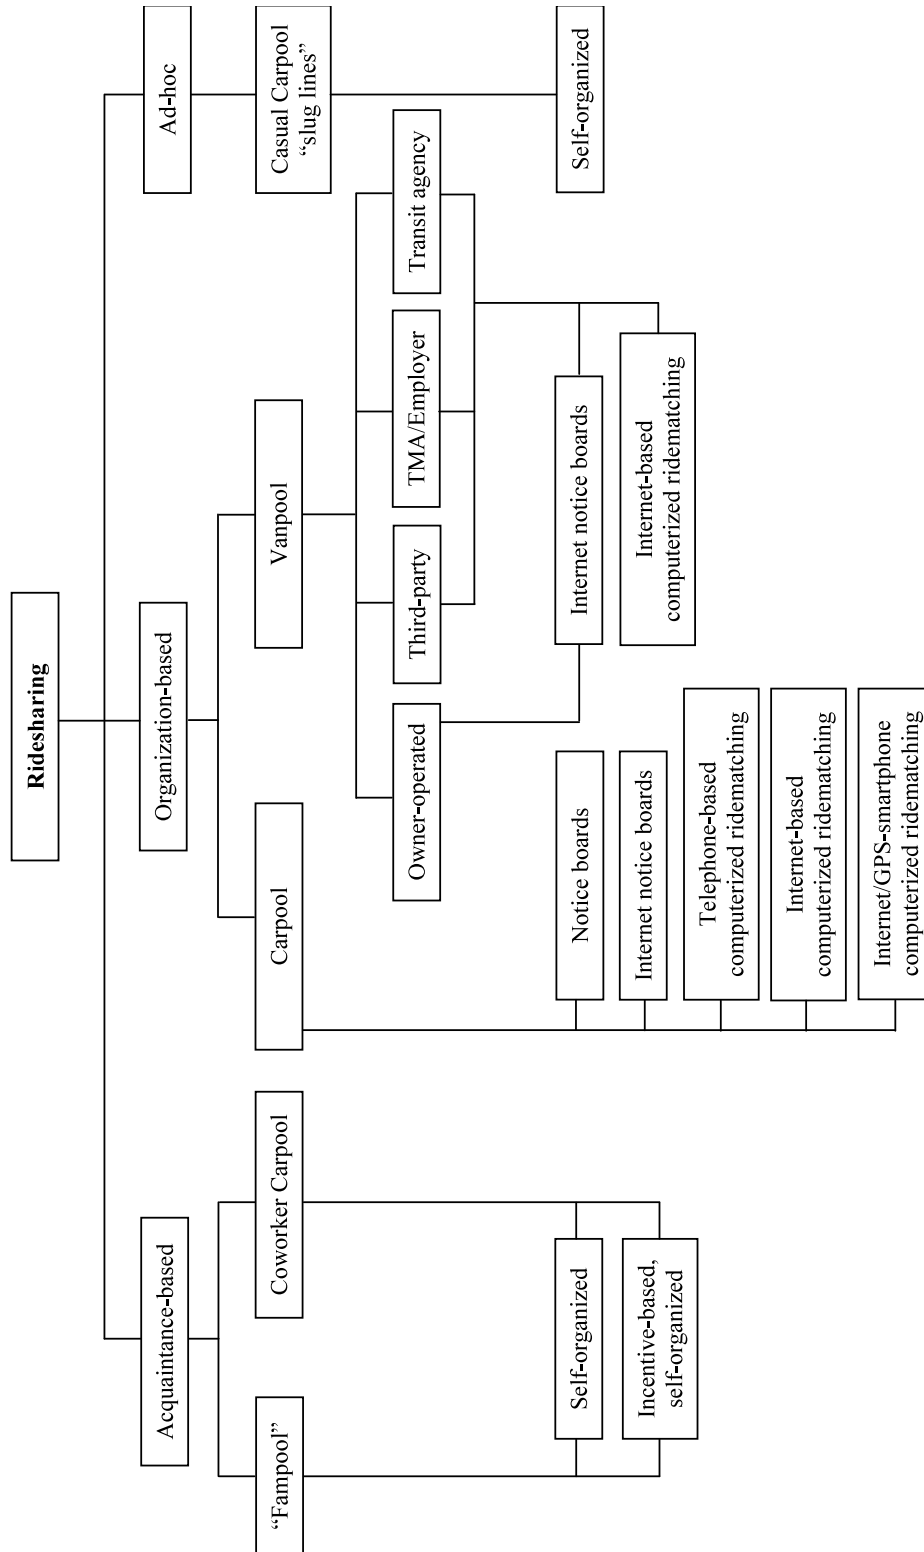 Ridesharing
Acquaintance-based
Organization-based
Ad-hoc
“Fampool”
Coworker Carpool
Carpool
Vanpool
Casual Carpool
“slug lines”
Owner-operated
Third-party
TMA/Employer
Transit agency
Self-organized
Incentive-based,
self-organized
Notice boards
Internet notice boards
Telephone-based
computerized ridematching
Internet-based
computerized ridematching
Internet/GPS-smartphone
computerized ridematching
Internet notice boards
Internet-based
computerized ridematching
Self-organized